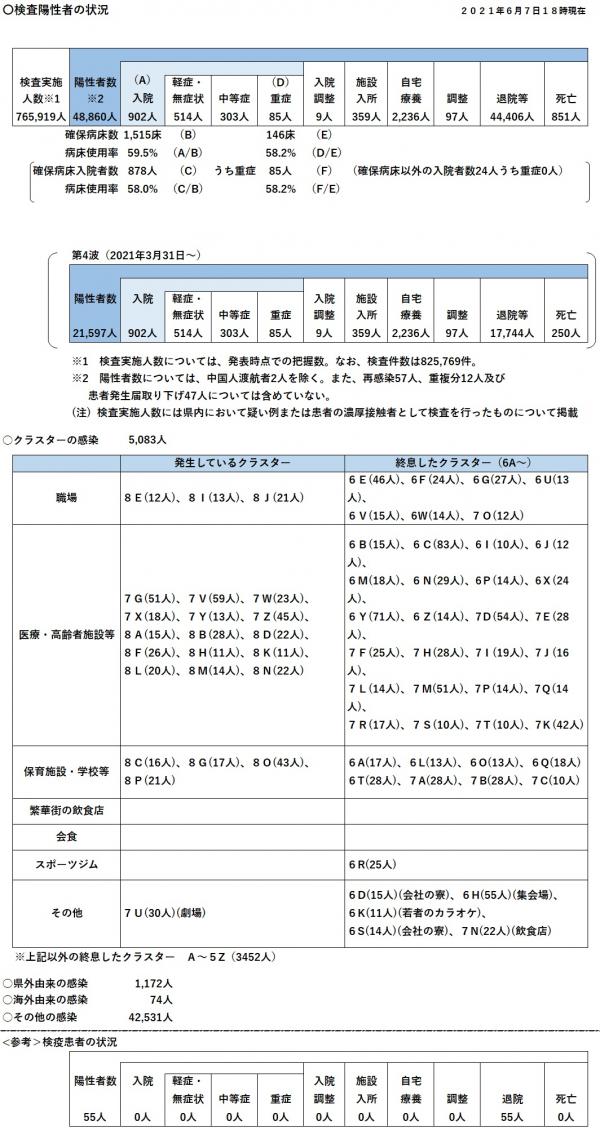 〇検査陽性者の状況 ２０２１年６月７日１８時現在
検査実施人数※1 陽性者数※2 （A）入院 軽症・無症状 中等症 （D）重症 入院調整 施設入所 自宅療養 調整 退院等 死亡
765,919人 48,860人 902人 514人 303人 85人 9人 359人 2,236人 97人 44,406人 851人
確保病床数 1,515床 （B） 146床 （E）
病床使用率 59.5% （A/B） 58.2% （D/E）
確保病床入院者数 878人 （C） うち重症 85人 （F） （確保病床以外の入院者数24人うち重症0人）
病床使用率 58.0% （C/B） 58.2% （F/E）
第4波（2021年3月31日～）
陽性者数 入院 軽症・無症状 中等症 重症 入院調整 施設入所 自宅療養 調整 退院等 死亡
21,597人 902人 514人 303人 85人 9人 359人 2,236人 97人 17,744人 250人
※1　検査実施人数については、発表時点での把握数。なお、検査件数は825,769件。
※2　陽性者数については、中国人渡航者2人を除く。また、再感染57人、重複分12人及び
患者発生届取り下げ47人については含めていない。
（注）検査実施人数には県内において疑い例または患者の濃厚接触者として検査を行ったものについて掲載
○クラスターの感染 5,083人
発生しているクラスター 終息したクラスター（6A～）
職場
８Ｅ(12人)、８Ｉ(13人)、８Ｊ(21人)
６Ｅ(46人)、６Ｆ(24人)、６Ｇ(27人)、６Ｕ(13
人)、
６Ｖ(15人)、６Ｗ(14人)、７Ｏ(12人)
医療・高齢者施設等
７Ｇ(51人)、７Ｖ(59人)、７Ｗ(23人)、
７Ｘ(18人)、７Ｙ(13人)、７Ｚ(45人)、
８Ａ(15人)、８Ｂ(28人)、８Ｄ(22人)、
８Ｆ(26人)、８Ｈ(11人)、８Ｋ(11人)、
８Ｌ(20人)、８Ｍ(14人)、８Ｎ(22人)
６Ｂ(15人)、６Ｃ(83人)、６Ｉ(10人)、６Ｊ(12
人)、
６Ｍ(18人)、６Ｎ(29人)、６Ｐ(14人)、６Ｘ(24
人)、
６Ｙ(71人)、６Ｚ(14人)、７Ｄ(54人)、７Ｅ(28
人)、
７Ｆ(25人)、７Ｈ(28人)、７Ｉ(19人)、７Ｊ(16
人)、
７Ｌ(14人)、７Ｍ(51人)、７Ｐ(14人)、７Ｑ(14
人)、
７Ｒ(17人)、７Ｓ(10人)、７Ｔ(10人)、７Ｋ(42人)
保育施設・学校等
８Ｃ(16人)、８Ｇ(17人)、８Ｏ(43人)、
８Ｐ(21人)
６Ａ(17人)、６Ｌ(13人)、６Ｏ(13人)、６Ｑ(18人)
６Ｔ(28人)、７Ａ(28人)、７Ｂ(28人)、７Ｃ(10人)
繁華街の飲食店
会食
スポーツジム ６Ｒ(25人)
その他
７Ｕ(30人)(劇場)
６Ｄ(15人)(会社の寮)、６Ｈ(55人)(集会場)、
６Ｋ(11人)(若者のカラオケ)、
６Ｓ(14人)(会社の寮)、７Ｎ(22人)(飲食店)
※上記以外の終息したクラスター　Ａ～５Ｚ（3452人）
○県外由来の感染 1,172人
○海外由来の感染 74人
○その他の感染 42,531人
<参考>検疫患者の状況
陽性者数 入院 軽症・無症状 中等症 重症 入院調整 施設入所 自宅療養 調整 退院 死亡
55人 0人 0人 0人 0人 0人 0人 0人 0人 55人 0人